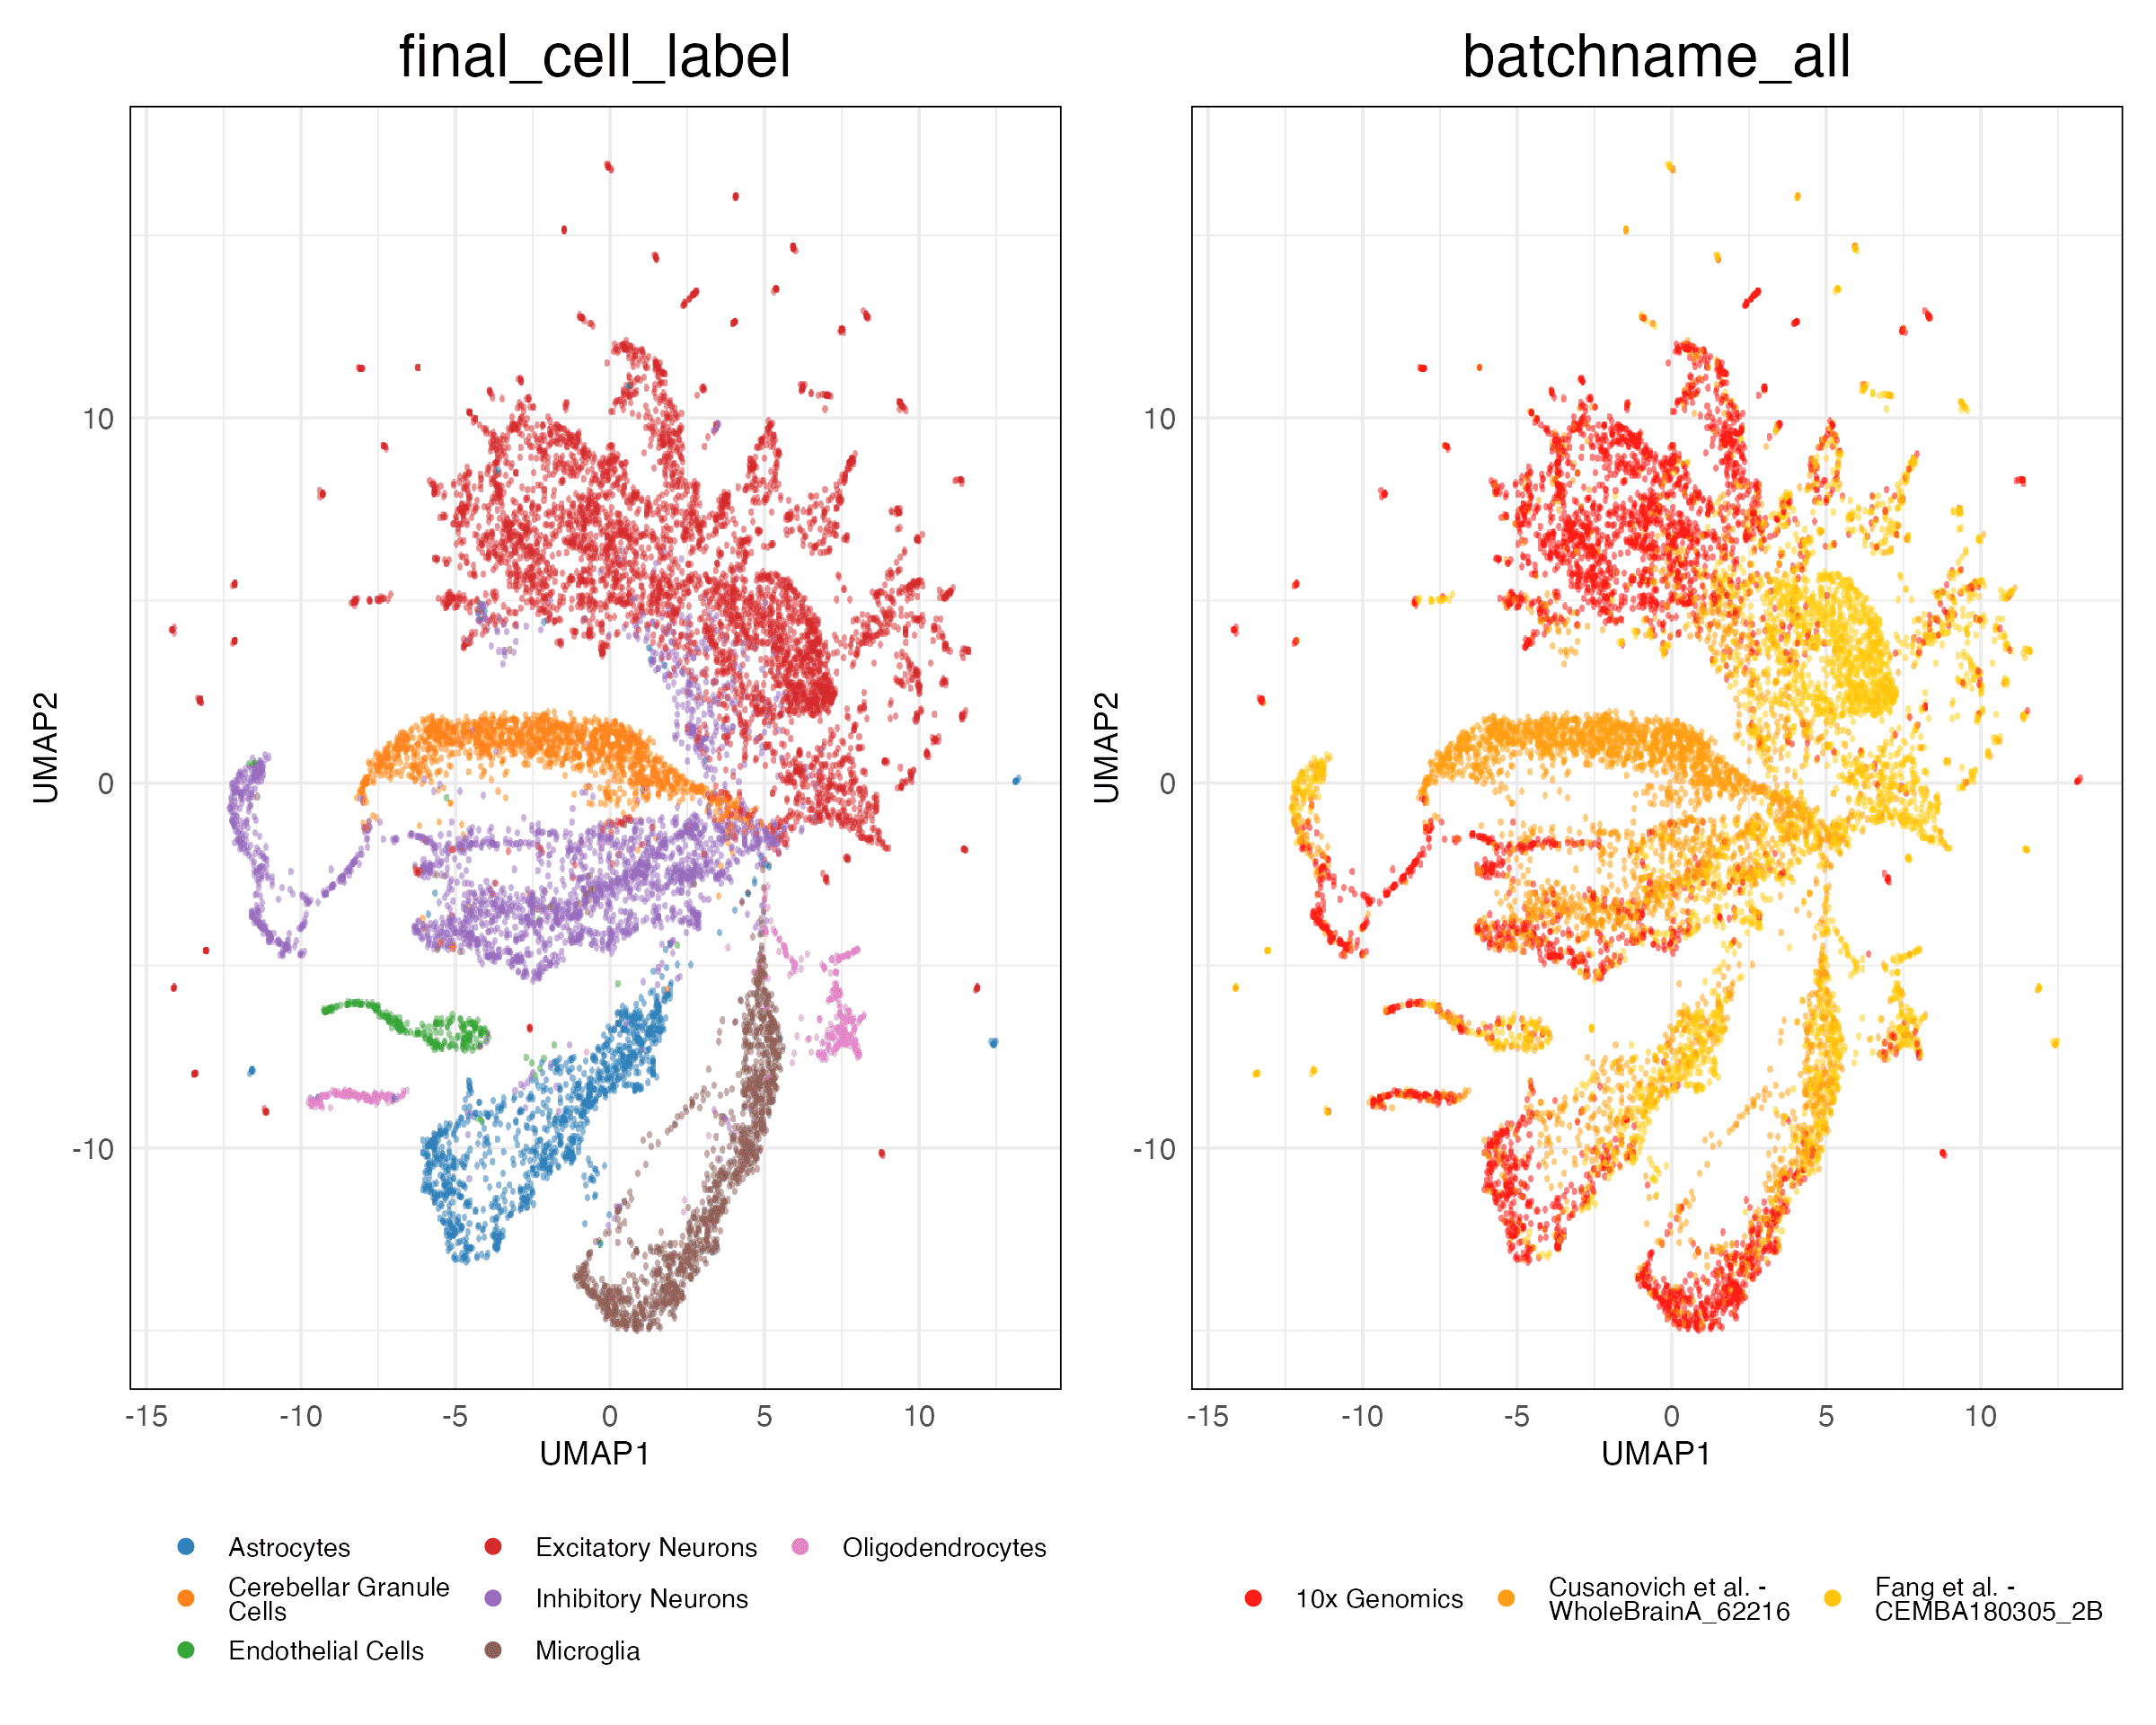 final_cell_label
batchname_all
UMAP2
10
0
-10
-15
-10
-5
0
5
10
UMAP1
UMAP2
10
0
-10
-15
-10
-5
0
5
10
UMAP1
Astrocytes
Cerebellar Granule
Cells
Endothelial Cells
Excitatory Neurons
Inhibitory Neurons
Microglia
Oligodendrocytes
10x Genomics
Cusanovich et al. -
WholeBrainA_62216
Fang et al. -
CEMBA180305_2B